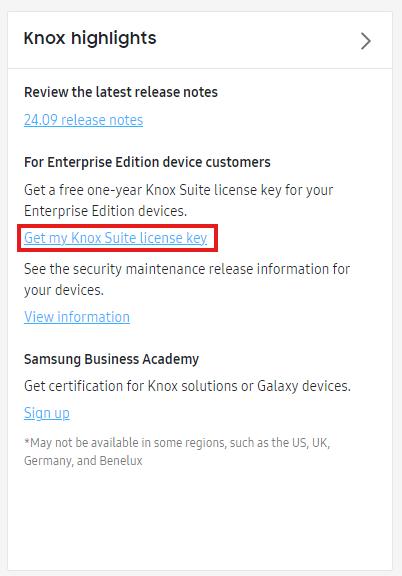 Knox highlights
Review the latest release notes
24.09 release notes
For Enterprise Edition device customers
Get a free one-year Knox Suite license key for your
Enterprise Edition devices.
Get my Knox Suite license key
See the security maintenance release information for
your devices.
View information
Samsung Business Academy
Get certification for Knox solutions or Galaxy devices.
Sign up
*May not be available in some regions, such as the US, UK,
Germany, and Benelux